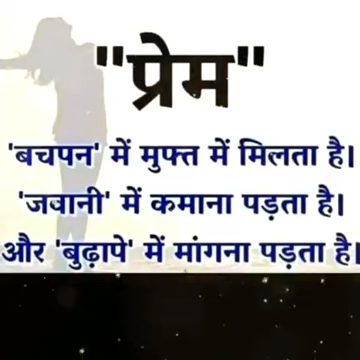 "प्रेम"
'बचपन' में मुफ्त में मिलता है।
'जवानी' में कमाना पड़ता है।
और 'बुढ़ापे' में मांगना पड़ता है।